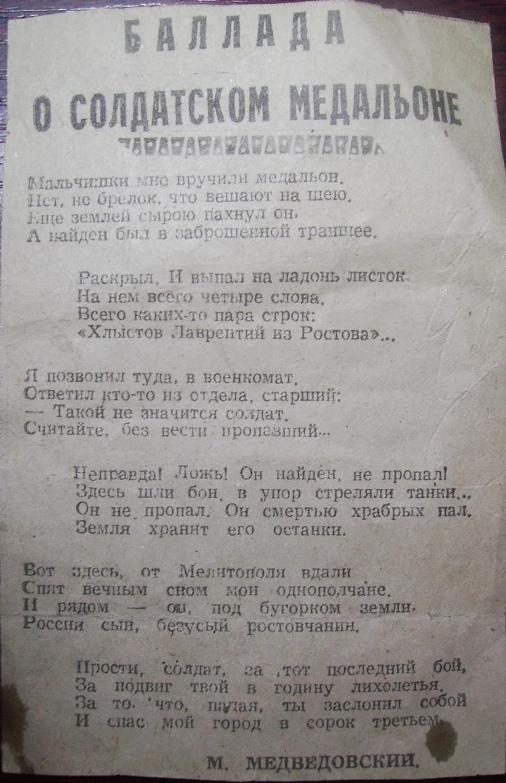 БАЛЛАДА
О СОЛДАТСКОМ МЕДАЛЬОНЕ
Мальчишки мне вручили медальон.
Нет, не брелок, что вешают на шею.
Еще землей сырою пахнул он.
А найден был в заброшенной траншее.
Раскрыл. И выпал на ладонь листок.
На нем всего четыре слова.
Всего каких-то пара строк:
«Хлыстов Лаврентий из Ростова»...
Я позвонил туда, в военкомат.
Ответил кто-то из отдела, старший:
— Такой не значится солдат.
Считайте, без вести пропавший...
Неправда! Ложь! Он найден, не пропал!
Здесь шли бои, в упор стреляли танки...
Он не пропал. Он смертью храбрых пал.
Земля хранит его останки.
Вот здесь, от Мелитополя вдали
Спят вечным сном мои однополчане.
И рядом — он, под бугорком земли.
России сын, безусый ростовчанин.
Прости, солдат, за тот последний бой,
За подвиг твой в годину лихолетья.
За то, что, падая, ты заслонил собой
И спас мой город в сорок третьем.
М. МЕДВЕДОВСКИЙ.